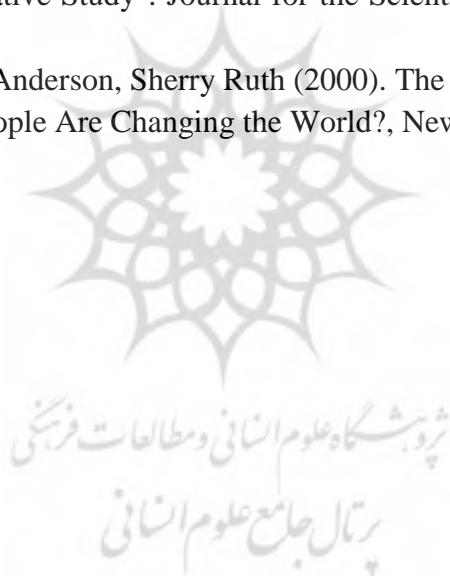 ative Study". Journal for the Scient
Anderson, Sherry Ruth (2000). The
ople Are Changing the World?, New
پژوهشگاه علوم انسانی و مطالعات فرهنگی
پرتال جامع علوم انسانی